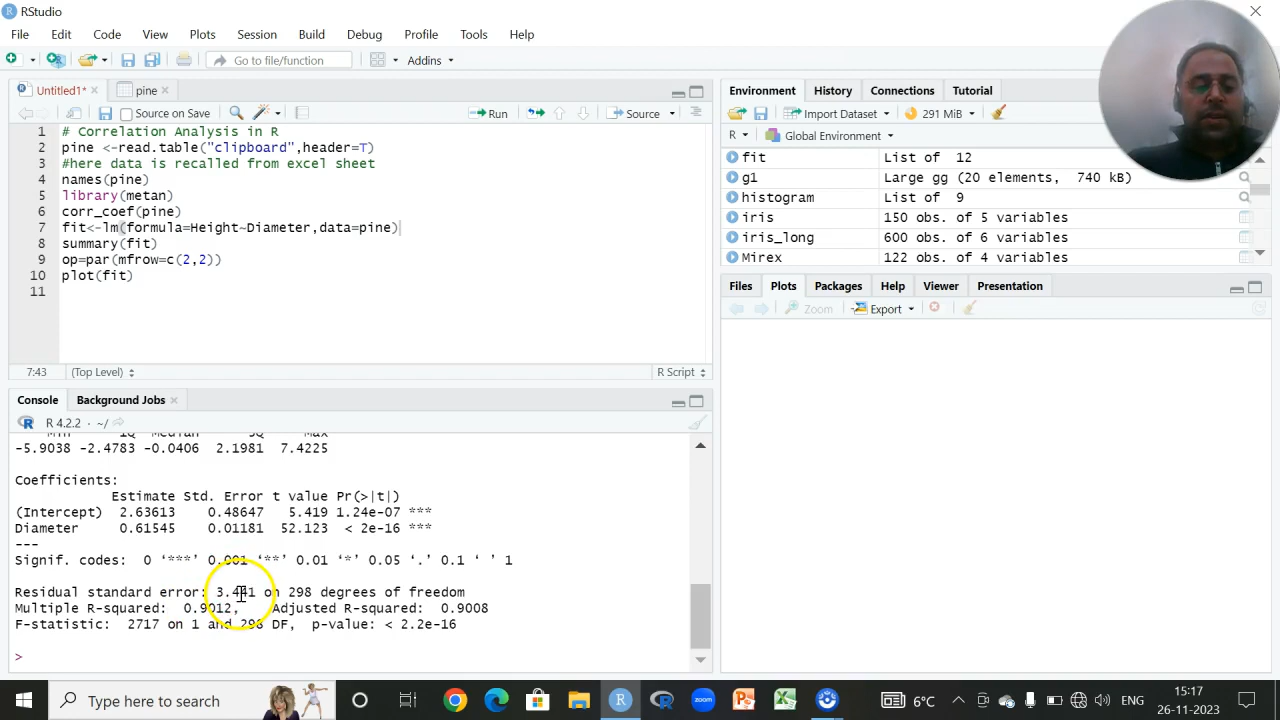 RStudio
File Edit Code View Plots Session Build Debug Profile Tools Help
Go to file/function Addins
Untitled1* pine
Source on Save Run Source
1 # Correlation Analysis in R
2 pine <-read.table("clipboard",header=T)
3 #here data is recalled from excel sheet
4 names(pine)
5 library(metan)
6 corr_coef(pine)
7 fit<-lm(formula=Height~Diameter,data=pine)
8 summary(fit)
9 op=par(mfrow=c(2,2))
10 plot(fit)
11
7:43 (Top Level) R Script
Console Background Jobs
R 4.2.2 · ~/
Min 1Q Median 3Q Max
-5.9038 -2.4783 -0.0406 2.1981 7.4225
Coefficients:
Estimate Std. Error t value Pr(>|t|)
(Intercept) 2.63613 0.48647 5.419 1.24e-07 ***
Diameter 0.61545 0.01181 52.123 < 2e-16 ***
---
Signif. codes: 0 ‘***’ 0.001 ‘**’ 0.01 ‘*’ 0.05 ‘.’ 0.1 ‘ ’ 1
Residual standard error: 3.441 on 298 degrees of freedom
Multiple R-squared: 0.9012, Adjusted R-squared: 0.9008
F-statistic: 2717 on 1 and 298 DF, p-value: < 2.2e-16
>
Environment History Connections Tutorial
Import Dataset 291 MiB
R Global Environment
fit List of 12
g1 Large gg (20 elements, 740 kB)
histogram List of 9
iris 150 obs. of 5 variables
iris_long 600 obs. of 6 variables
Mirex 122 obs. of 4 variables
Files Plots Packages Help Viewer Presentation
Zoom Export
Type here to search
zoom
6°C ENG
15:17
26-11-2023